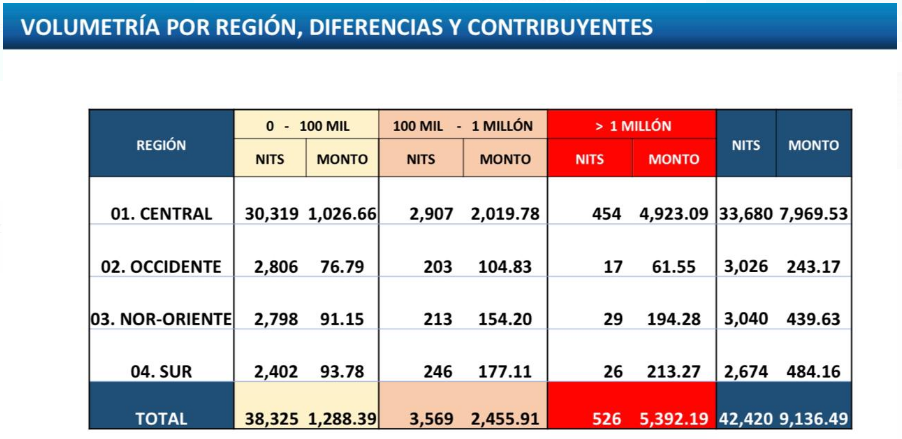 VOLUMETRÍA POR REGIÓN, DIFERENCIAS Y CONTRIBUYENTES
REGIÓN 0 - 100 MIL 100 MIL - 1 MILLÓN > 1 MILLÓN NITS MONTO
NITS MONTO NITS MONTO NITS MONTO
01. CENTRAL 30,319 1,026.66 2,907 2,019.78 454 4,923.09 33,680 7,969.53
02. OCCIDENTE 2,806 76.79 203 104.83 17 61.55 3,026 243.17
03. NOR-ORIENTE 2,798 91.15 213 154.20 29 194.28 3,040 439.63
04. SUR 2,402 93.78 246 177.11 26 213.27 2,674 484.16
TOTAL 38,325 1,288.39 3,569 2,455.91 526 5,392.19 42,420 9,136.49